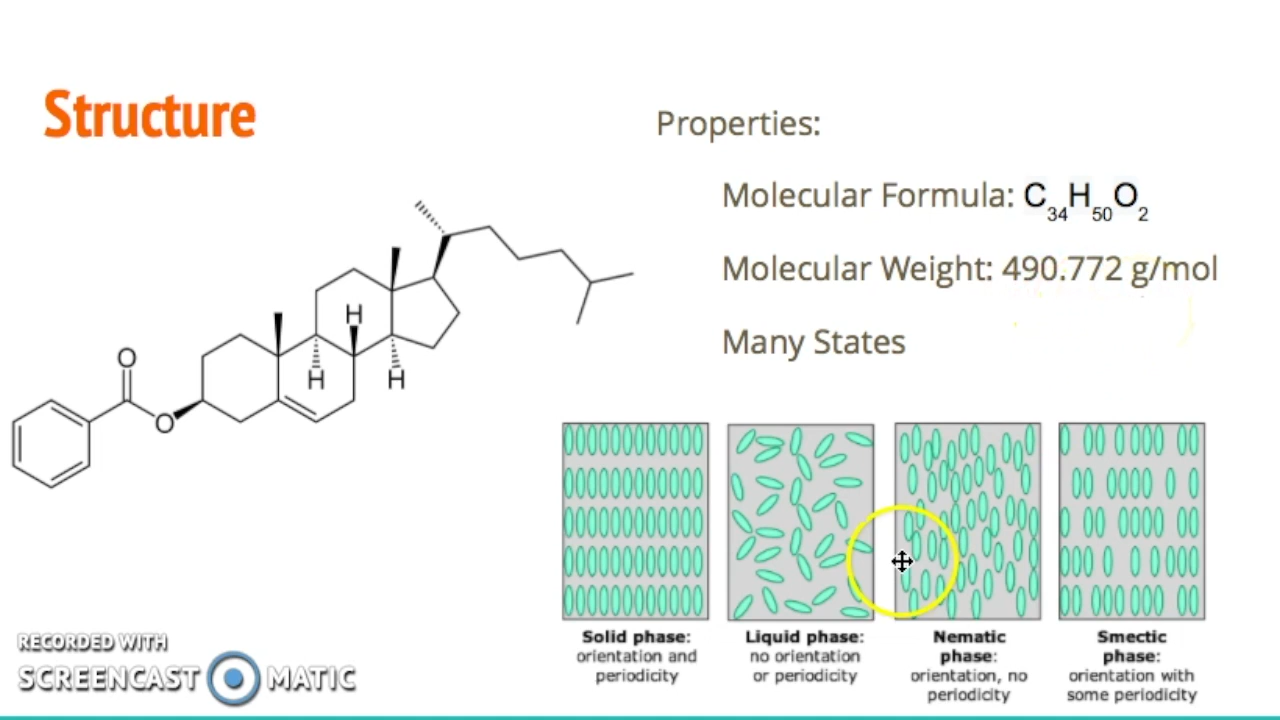 Structure
Properties:
Molecular Formula: C34H50O2
Molecular Weight: 490.772 g/mol
Many States
H
H
H
O
O
Solid phase:
orientation and
periodicity
Liquid phase:
no orientation
or periodicity
Nematic
phase:
orientation, no
periodicity
Smectic
phase:
orientation with
some periodicity
RECORDED WITH
SCREENCAST MATIC